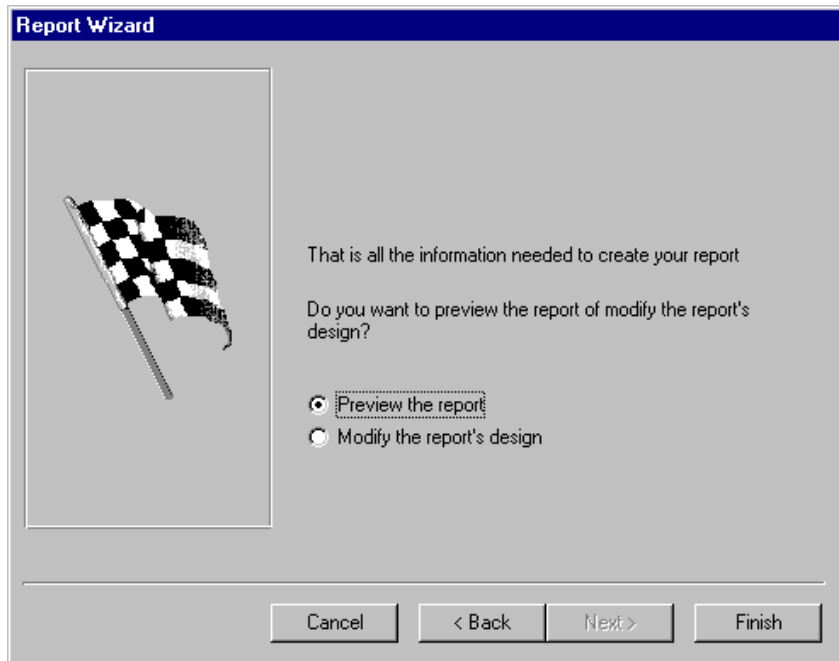 Report Wizard
That is all the information needed to create your report
Do you want to preview the report of modify the report's
design?
Preview the report
Modify the report's design
Cancel
< Back
Next >
Finish